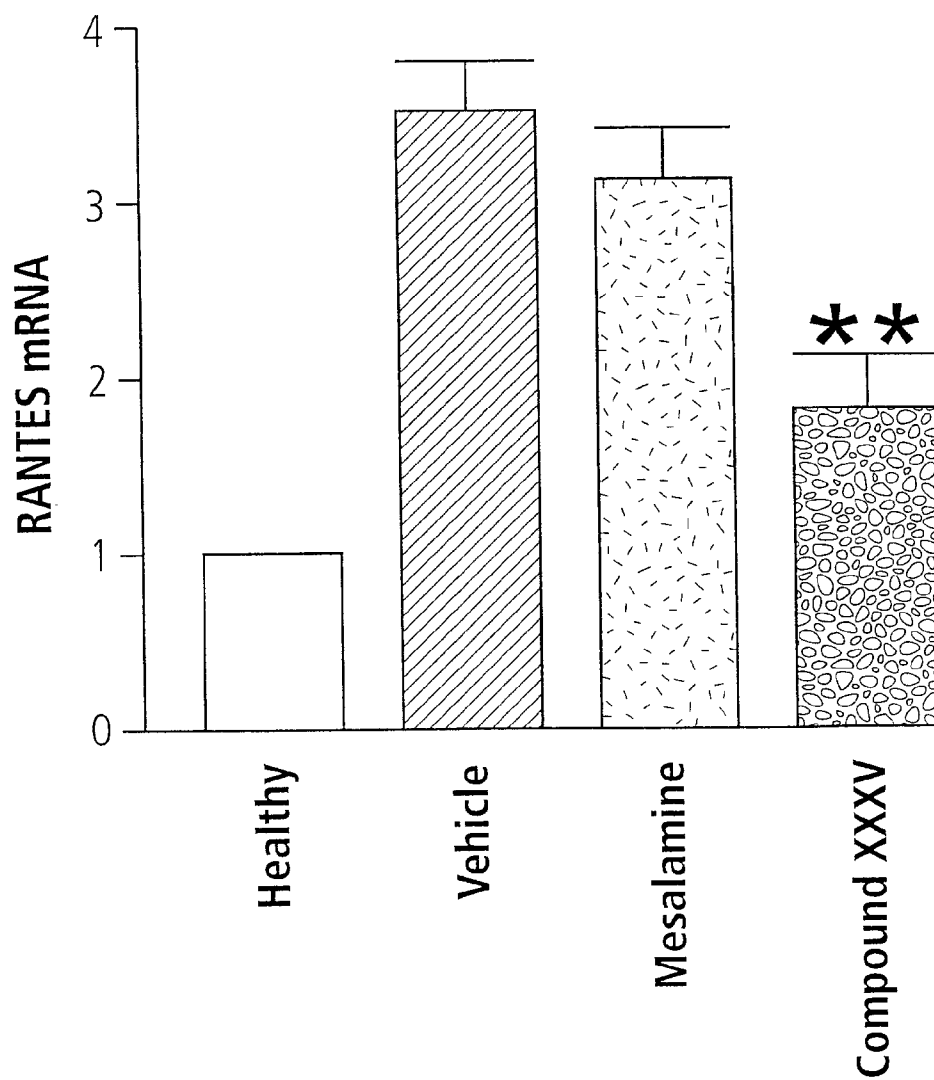 RANTES mRNA
4
3
2
1
0
**
Healthy
Vehicle
Mesalamine
Compound XXXV